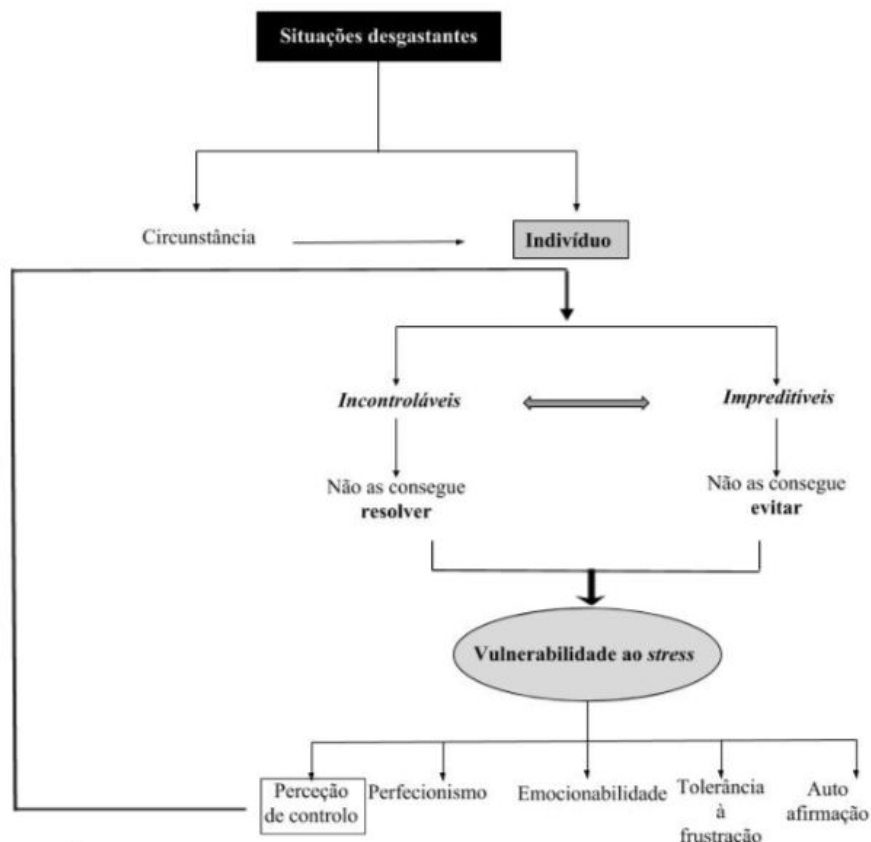 Situações desgastantes
Circunstância
Indivíduo
Incontroláveis
Impreditíveis
Não as consegue
resolver
Não as consegue
evitar
Vulnerabilidade ao stress
Perceção
de controlo
Perfecionismo
Emocionabilidade
Tolerância
à
frustração
Auto
afirmação